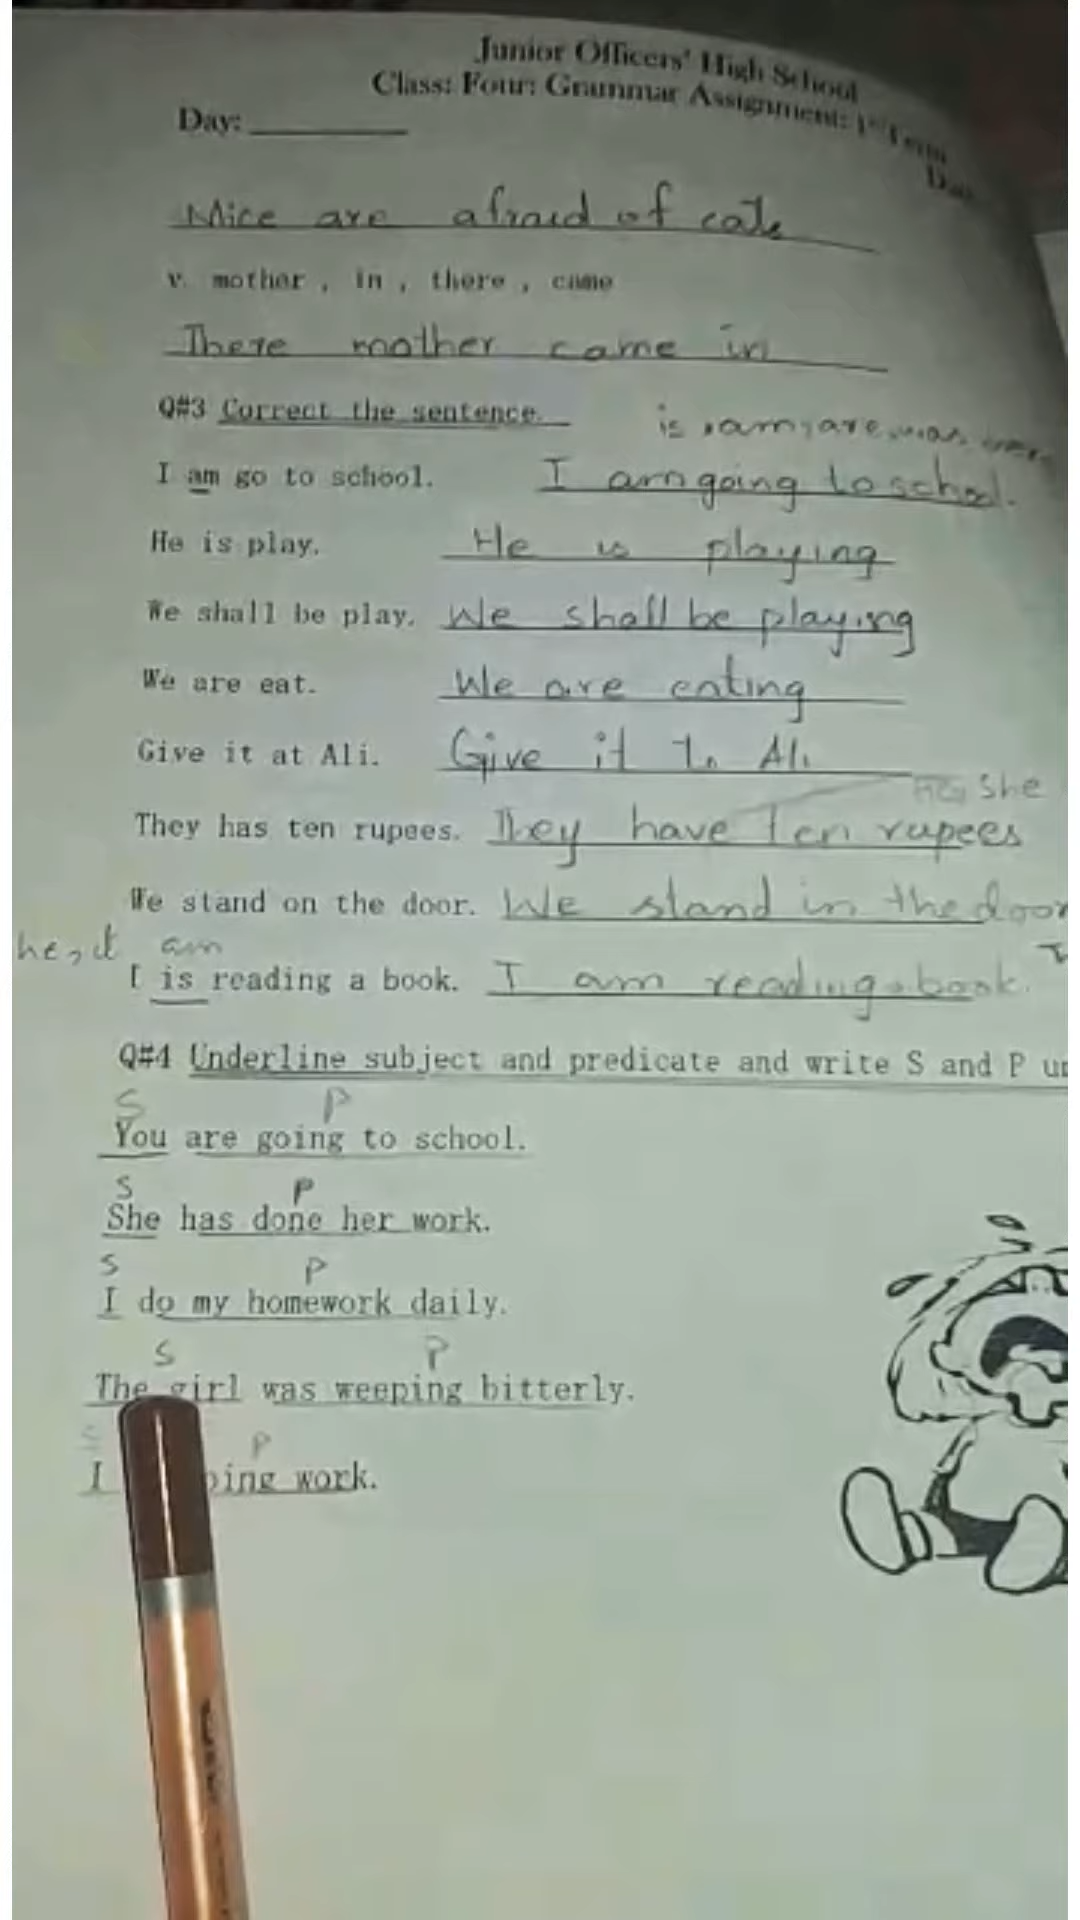 Junior Officers' High School
Class: Four: Grammar Assignment: 1st Term
Day:
Mice are afraid of cats
v. mother , in , there , came
There mother came in
Q#3 Correct the sentence.
is, am, are, was, were
I am go to school. I am going to school.
He is play. He is playing
We shall be play. We shall be playing
We are eat. We are eating
Give it at Ali. Give it to Ali
she
They has ten rupees. They have ten rupees
We stand on the door. We stand in the door
he, it am
I is reading a book. I am reading a book.
Q#4 Underline subject and predicate and write S and P
S P
You are going to school.
S P
She has done her work.
S P
I do my homework daily.
S P
The girl was weeping bitterly.
S P
I work.